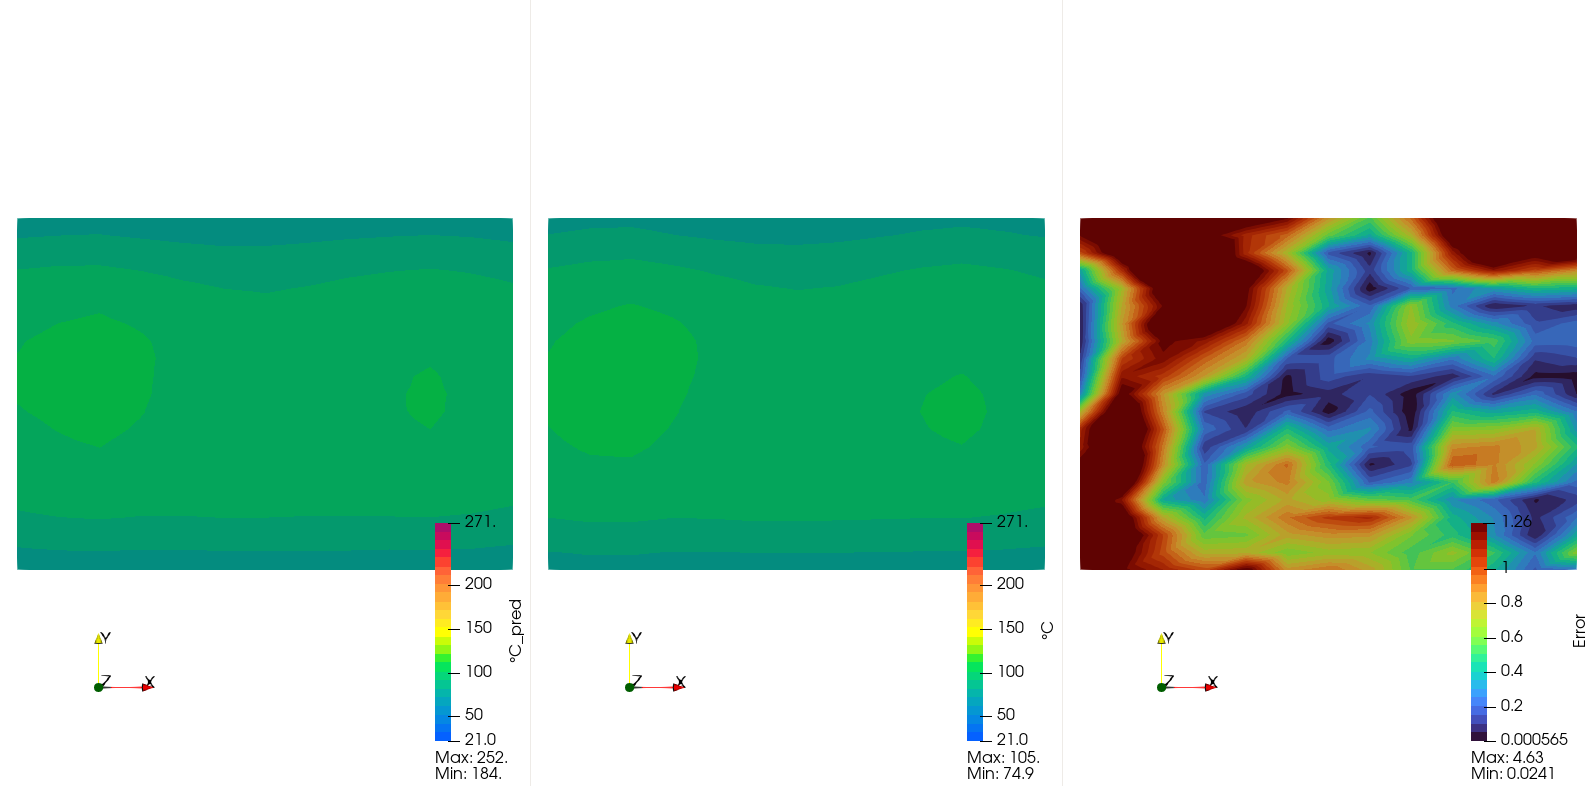 271.
200
150
100
50
21.0
°C_pred
Max: 252.
Min: 184.
Y
Z
X
271.
200
150
100
50
21.0
°C
Max: 105.
Min: 74.9
Y
Z
X
1.26
1
0.8
0.6
0.4
0.2
0.000565
Error
Max: 4.63
Min: 0.0241
Y
Z
X